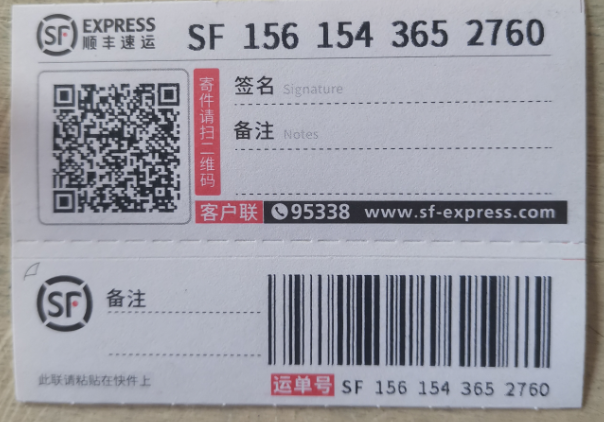 SF EXPRESS
顺丰速运
SF 156 154 365 2760
寄件请扫二维码
签名 Signature
备注 Notes
客户联 95338 www.sf-express.com
SF
备注
此联请粘贴在快件上
运单号 SF 156 154 365 2760